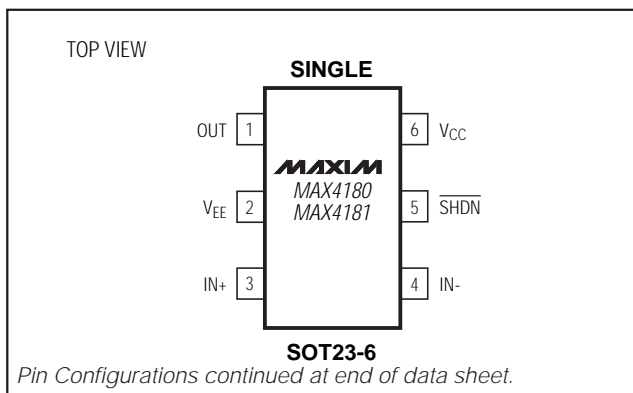 TOP VIEW
SINGLE
OUT 1
6 VCC
MAXIM
MAX4180
MAX4181
VEE 2
5 SHDN
IN+ 3
4 IN-
SOT23-6
Pin Configurations continued at end of data sheet.